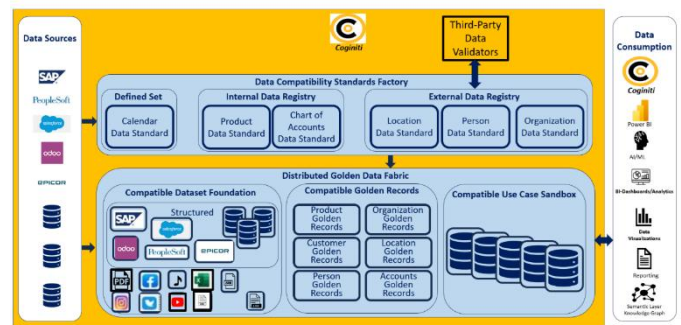 Data Sources
SAP
PEOPLESOFT
salesforce
odoo
EPICOR
Coginiti
Third-Party
Data
Validators
Data Compatibility Standards Factory
Defined Set
Calendar
Data Standard
Internal Data Registry
Product
Data Standard
Chart of
Accounts Data
Standard
External Data Registry
Location
Data Standard
Person
Data Standard
Organization
Data Standard
Distributed Golden Data Fabric
Compatible Dataset Foundation
Structured
SAP
salesforce
odoo
PEOPLESOFT
EPICOR
PDF
Compatible Golden Records
Product
Golden
Records
Organization
Golden
Records
Customer
Golden
Records
Location
Golden
Records
Person
Golden
Records
Accounts
Golden
Records
Compatible Use Case Sandbox
Data
Consumption
Coginiti
Power BI
AI/ML
BI-Dashboards/Analytics
Data
Visualizations
Reporting
Semantic Layer
Knowledge Graph